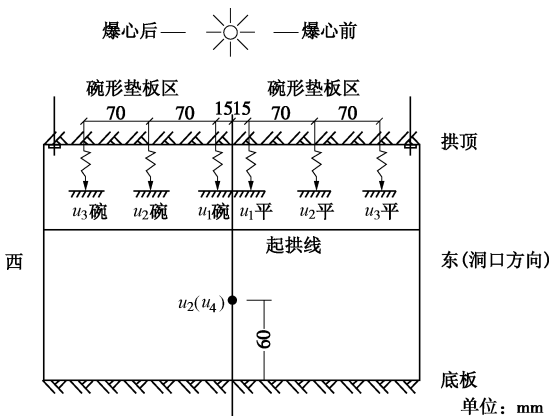 爆心后 爆心前
碗形垫板区 碗形垫板区
70 70 15 15 70 70
拱顶
u₃碗 u₂碗 u₁碗 u₁平 u₂平 u₃平
起拱线
西 东(洞口方向)
u₂(u₄)
60
底板
单位：mm